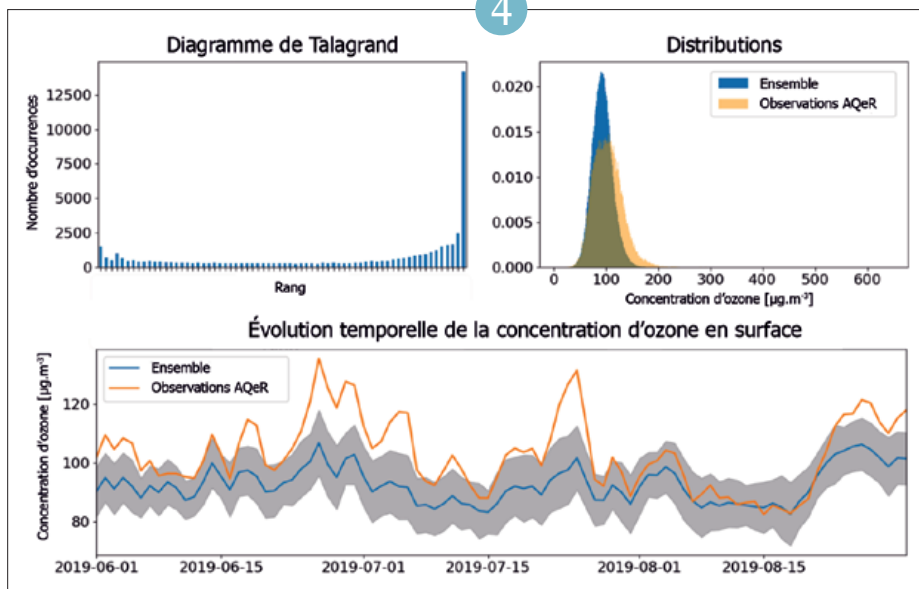 4
Diagramme de Talagrand
Nombre d'occurrences
12500
10000
7500
5000
2500
0
Rang
Distributions
0.020
0.015
0.010
0.005
0.000
Ensemble
Observations AQeR
0
100
200
300
400
500
600
Concentration d'ozone [µg.m⁻³]
Évolution temporelle de la concentration d'ozone en surface
Concentration d'ozone [µg.m⁻³]
120
100
80
Ensemble
Observations AQeR
2019-06-01
2019-06-15
2019-07-01
2019-07-15
2019-08-01
2019-08-15